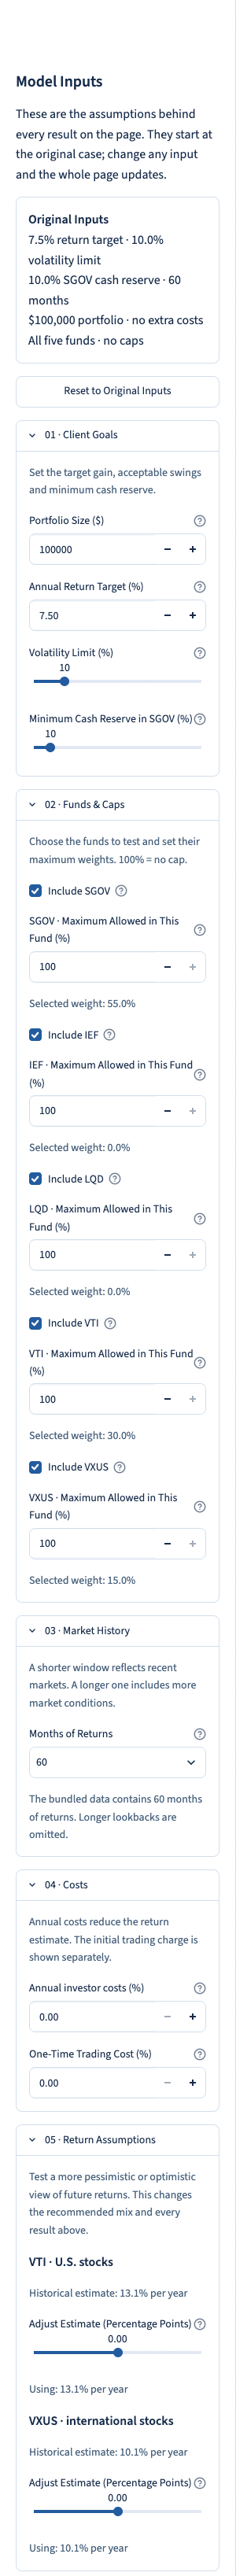 Model Inputs
These are the assumptions behind
every result on the page. They start at
the original case; change any input
and the whole page updates.
Original Inputs
7.5% return target · 10.0%
volatility limit
10.0% SGOV cash reserve · 60
months
$100,000 portfolio · no extra costs
All five funds · no caps
Reset to Original Inputs
01 · Client Goals
Set the target gain, acceptable swings
and minimum cash reserve.
Portfolio Size ($)
100000
Annual Return Target (%)
7.50
Volatility Limit (%)
10
Minimum Cash Reserve in SGOV (%)
10
02 · Funds & Caps
Choose the funds to test and set their
maximum weights. 100% = no cap.
Include SGOV
SGOV · Maximum Allowed in This
Fund (%)
100
Selected weight: 55.0%
Include IEF
IEF · Maximum Allowed in This Fund
(%)
100
Selected weight: 0.0%
Include LQD
LQD · Maximum Allowed in This
Fund (%)
100
Selected weight: 0.0%
Include VTI
VTI · Maximum Allowed in This Fund
(%)
100
Selected weight: 30.0%
Include VXUS
VXUS · Maximum Allowed in This
Fund (%)
100
Selected weight: 15.0%
03 · Market History
A shorter window reflects recent
markets. A longer one includes more
market conditions.
Months of Returns
60
The bundled data contains 60 months
of returns. Longer lookbacks are
omitted.
04 · Costs
Annual costs reduce the return
estimate. The initial trading charge is
shown separately.
Annual investor costs (%)
0.00
One-Time Trading Cost (%)
0.00
05 · Return Assumptions
Test a more pessimistic or optimistic
view of future returns. This changes
the recommended mix and every
result above.
VTI · U.S. stocks
Historical estimate: 13.1% per year
Adjust Estimate (Percentage Points)
0.00
Using: 13.1% per year
VXUS · international stocks
Historical estimate: 10.1% per year
Adjust Estimate (Percentage Points)
0.00
Using: 10.1% per year